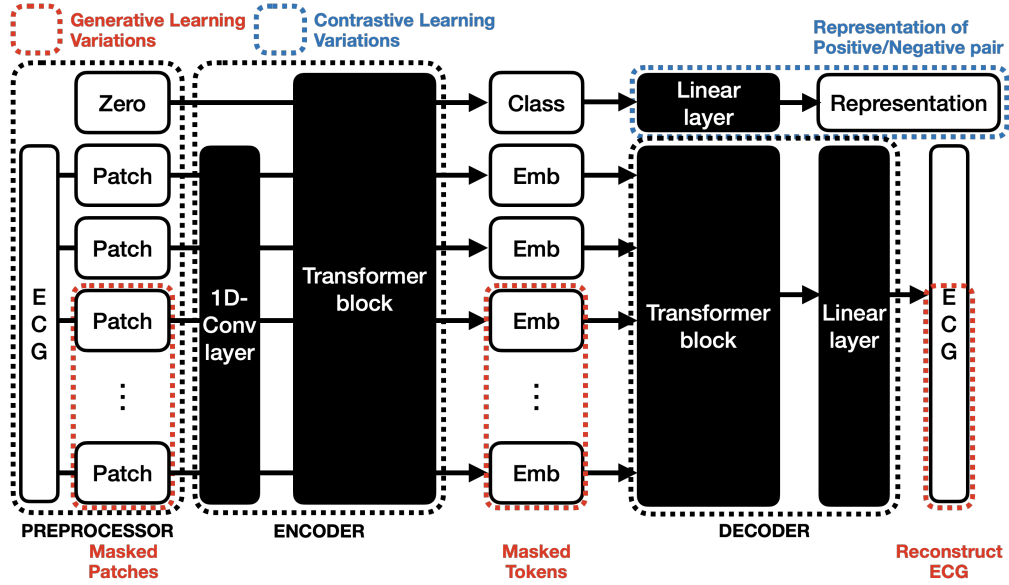 Generative Learning
Variations
Contrastive Learning
Variations
Representation of
Positive/Negative pair
Zero
Class
Linear
layer
Representation
Patch
Emb
Patch
Emb
E
C
G
Patch
1D-
Conv
layer
Transformer
block
Emb
Transformer
block
Linear
layer
E
C
G
⋮
⋮
Patch
Emb
PREPROCESSOR
ENCODER
DECODER
Masked
Patches
Masked
Tokens
Reconstruct
ECG